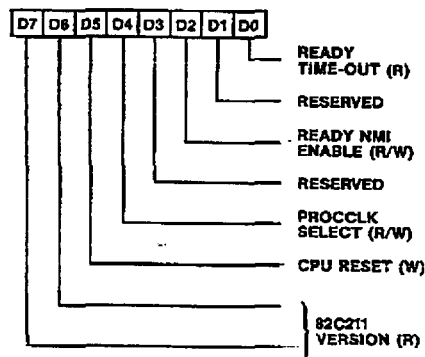 D7 D6 D5 D4 D3 D2 D1 D0
READY
TIME-OUT (R)
RESERVED
READY NMI
ENABLE (R/W)
RESERVED
PROCCLK
SELECT (R/W)
CPU RESET (W)
82C211
VERSION (R)